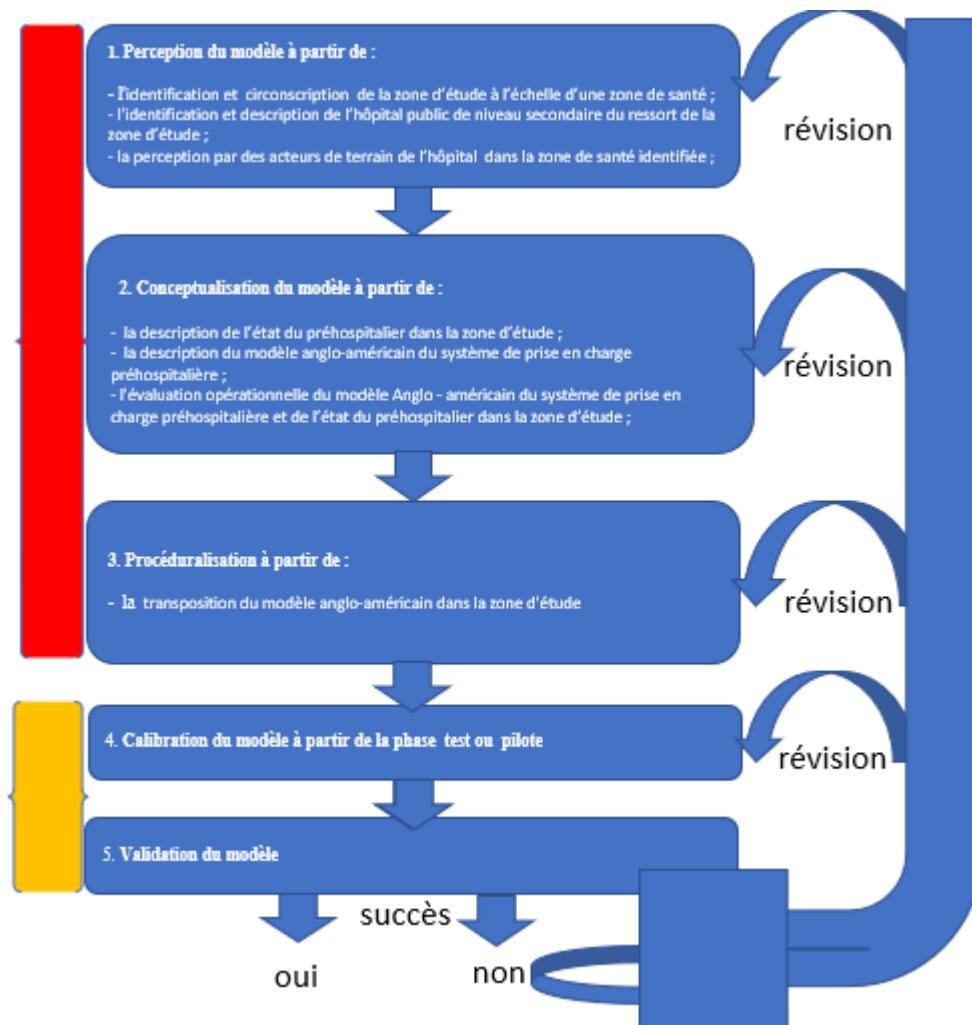 1. Perception du modèle à partir de :
- l'identification et circonscription de la zone d'étude à l'échelle d'une zone de santé ;
- l'identification et description de l'hôpital public de niveau secondaire du ressort de la
zone d'étude ;
- la perception par des acteurs de terrain de l'hôpital dans la zone de santé identifiée ;
révision
2. Conceptualisation du modèle à partir de :
- la description de l'état du préhospitalier dans la zone d'étude ;
- la description du modèle anglo-américain du système de prise en charge
préhospitalière ;
- l'évaluation opérationnelle du modèle Anglo - américain du système de prise en
charge préhospitalière et de l'état du préhospitalier dans la zone d'étude ;
révision
3. Procéduralisation à partir de :
- la transposition du modèle anglo-américain dans la zone d'étude
révision
4. Calibration du modèle à partir de la phase test ou pilote
révision
5. Validation du modèle
succès
oui
non